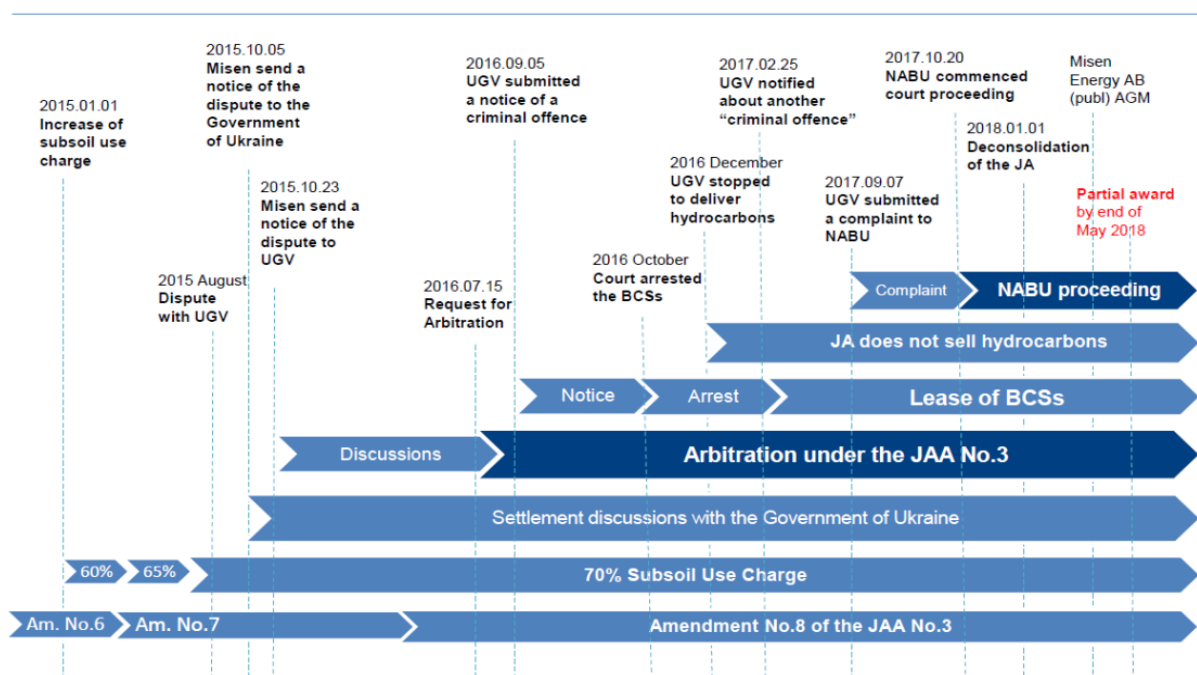 2015.01.01
Increase of
subsoil use
charge
2015.10.05
Misen send a
notice of the
dispute to the
Government
of Ukraine
2015.10.23
Misen send a
notice of the
dispute to
UGV
2015 August
Dispute
with UGV
2016.09.05
UGV submitted
a notice of a
criminal offence
2016.07.15
Request for
Arbitration
2016 October
Court arrested
the BCSs
2017.02.25
UGV notified
about another
“criminal offence”
2016 December
UGV stopped
to deliver
hydrocarbons
2017.09.07
UGV submitted
a complaint to
NABU
2017.10.20
NABU commenced
court proceeding
2018.01.01
Deconsolidation
of the JA
Misen
Energy AB
(publ) AGM
Partial award
by end of
May 2018
Complaint
NABU proceeding
JA does not sell hydrocarbons
Notice
Arrest
Lease of BCSs
Discussions
Arbitration under the JAA No.3
Settlement discussions with the Government of Ukraine
60%
65%
70% Subsoil Use Charge
Am. No.6
Am. No.7
Amendment No.8 of the JAA No.3